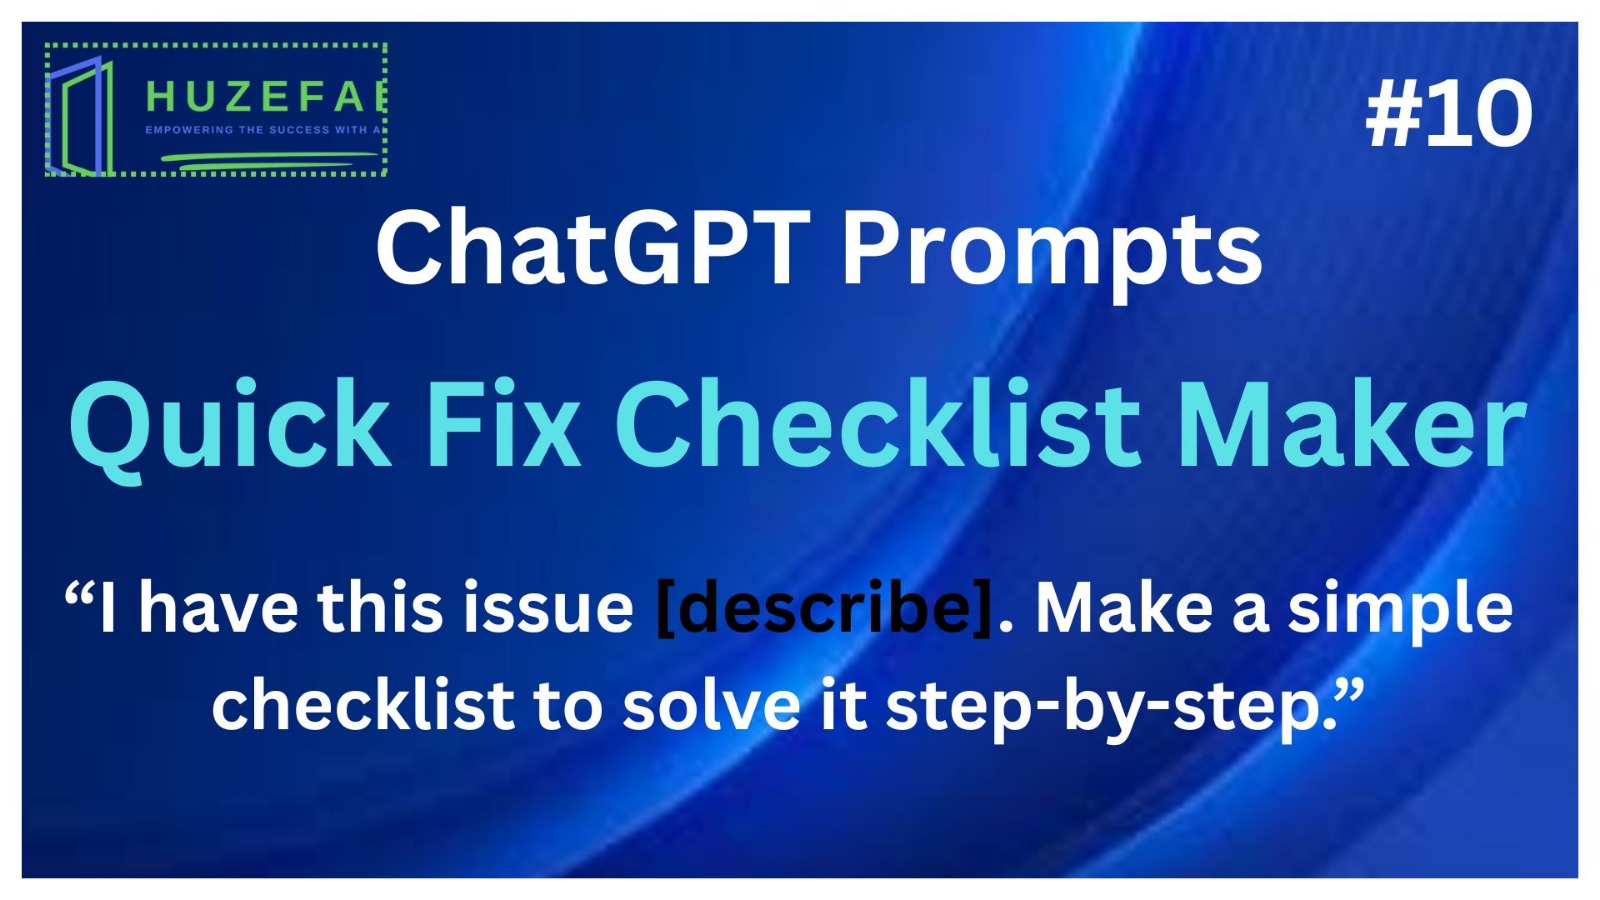 HUZEFAI
EMPOWERING THE SUCCESS WITH A
#10
ChatGPT Prompts
Quick Fix Checklist Maker
“I have this issue [describe]. Make a simple
checklist to solve it step-by-step.”